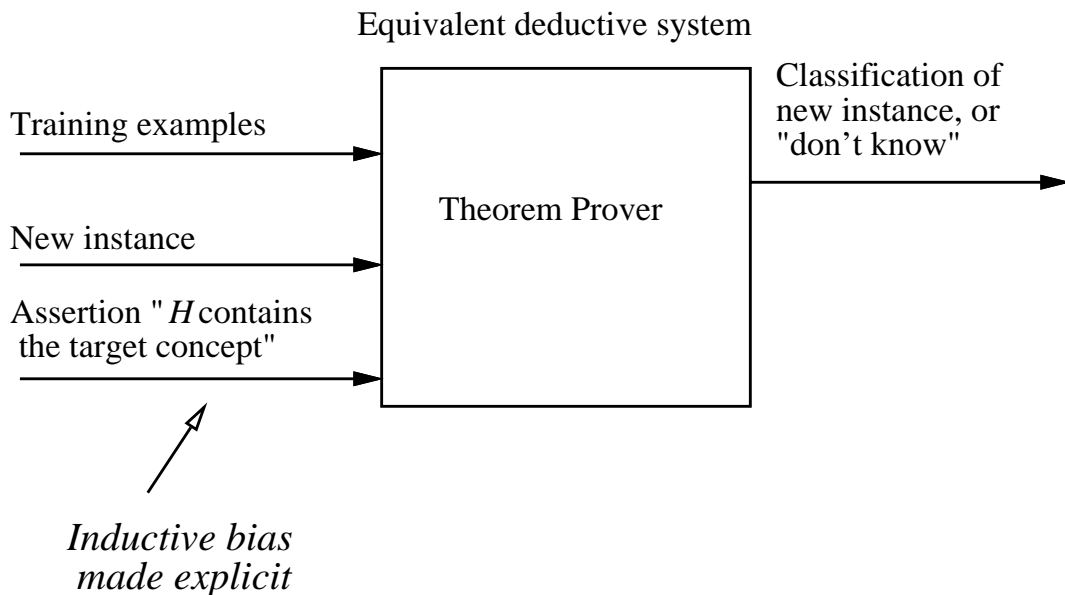 Equivalent deductive system
Training examples
New instance
Assertion " H contains
the target concept"
Theorem Prover
Classification of
new instance, or
"don't know"
Inductive bias
made explicit